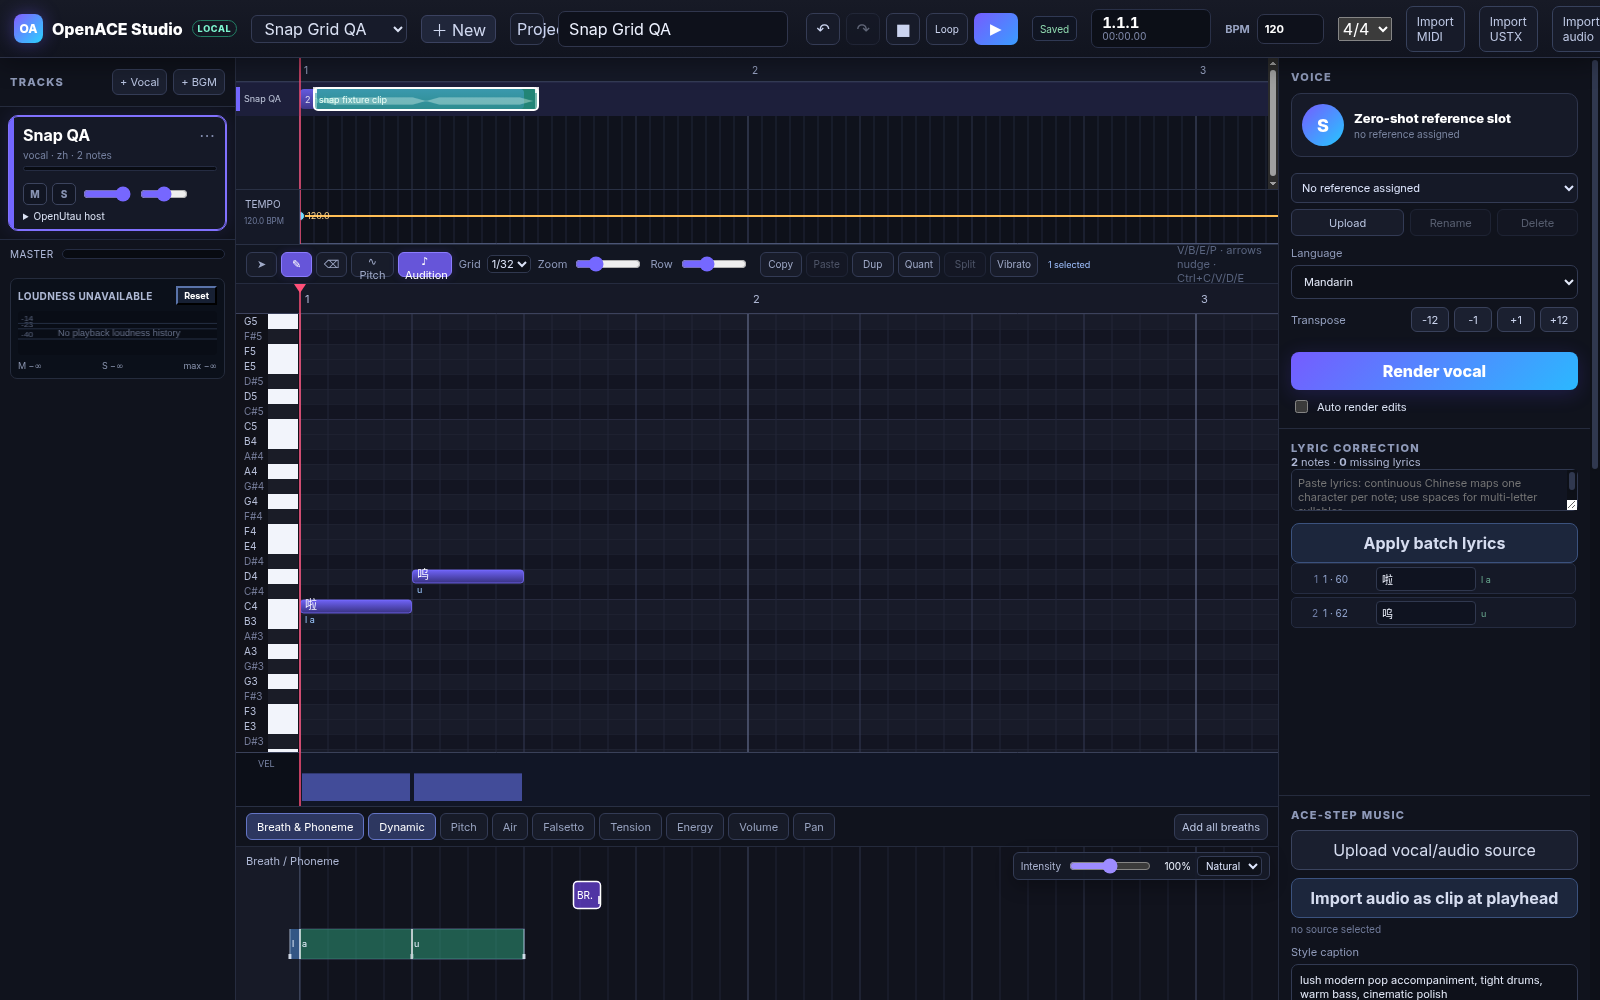 OA OpenACE Studio LOCAL Snap Grid QA + New Projec Snap Grid QA Loop Saved 1.1.1 00:00.00 BPM 120 4/4 Import MIDI Import USTX Import audio
TRACKS + Vocal + BGM
Snap QA ...
vocal · zh · 2 notes
M S
OpenUtau host
MASTER
LOUDNESS UNAVAILABLE Reset
-14
-23
-40
No playback loudness history
M -∞ S -∞ max -∞
1 2 3
Snap QA 2 snap fixture clip
TEMPO
120.0 BPM
120.0
Pitch Audition Grid 1/32 Zoom Row Copy Paste Dup Quant Split Vibrato 1 selected
V/B/E/P · arrows
nudge ·
Ctrl+C/V/D/E
1 2 3
G5
F#5
F5
E5
D#5
D5
C#5
C5
B4
A#4
A4
G#4
G4
F#4
F4
E4
D#4
D4 呜
C#4 u
C4 啦
B3 l a
A#3
A3
G#3
G3
F#3
F3
E3
D#3
VEL
Breath & Phoneme Dynamic Pitch Air Falsetto Tension Energy Volume Pan Add all breaths
Breath / Phoneme Intensity 100% Natural
BR.
l a u
VOICE
S Zero-shot reference slot
no reference assigned
No reference assigned
Upload Rename Delete
Language
Mandarin
Transpose -12 -1 +1 +12
Render vocal
Auto render edits
LYRIC CORRECTION
2 notes · 0 missing lyrics
Paste lyrics: continuous Chinese maps one
character per note; use spaces for multi-letter
Apply batch lyrics
1 1 · 60 啦 l a
2 1 · 62 呜 u
ACE-STEP MUSIC
Upload vocal/audio source
Import audio as clip at playhead
no source selected
Style caption
lush modern pop accompaniment, tight drums,
warm bass, cinematic polish